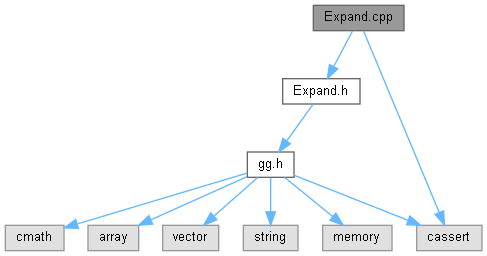 Expand.cpp
Expand.h
gg.h
cmath
array
vector
string
memory
cassert